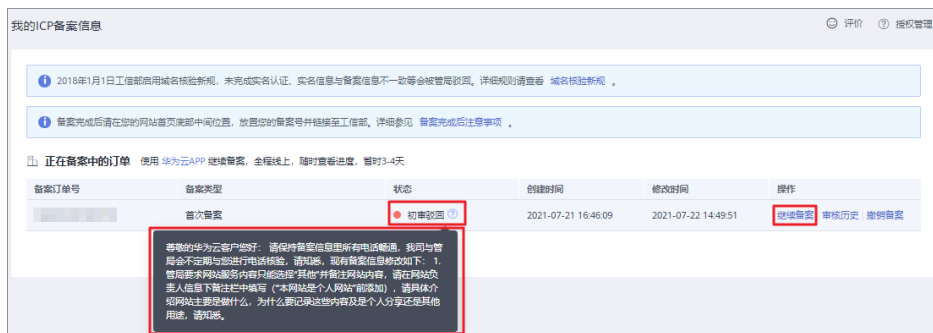 我的ICP备案信息
评价
授权管理
2018年1月1日工信部启用域名核验新规，未完成实名认证、实名信息与备案信息不一致等会被管局驳回。详细规则请查看 域名核验新规 。
备案完成后请在您的网站首页底部中间位置，放置您的备案号并链接至工信部。详细参见 备案完成后注意事项 。
正在备案中的订单 使用 华为云APP 继续备案，全程线上，随时查看进度，暂时3-4天
备案订单号 备案类型 状态 创建时间 修改时间 操作
首次备案 初审驳回 2021-07-21 16:46:09 2021-07-22 14:49:51 继续备案 审核历史 撤销备案
尊敬的华为云客户您好： 请保持备案信息里所有电话畅通，我司与管
局会不定期与您进行电话核验，请知悉，现有备案信息修改如下： 1.
管局要求网站服务内容只能选择"其他"并备注网站内容，请在网站负
责人信息下备注栏中填写（"本网站是个人网站"前添加），请具体介
绍网站主要是做什么，为什么要记录这些内容及是个人分享还是其他
用途，请知悉。